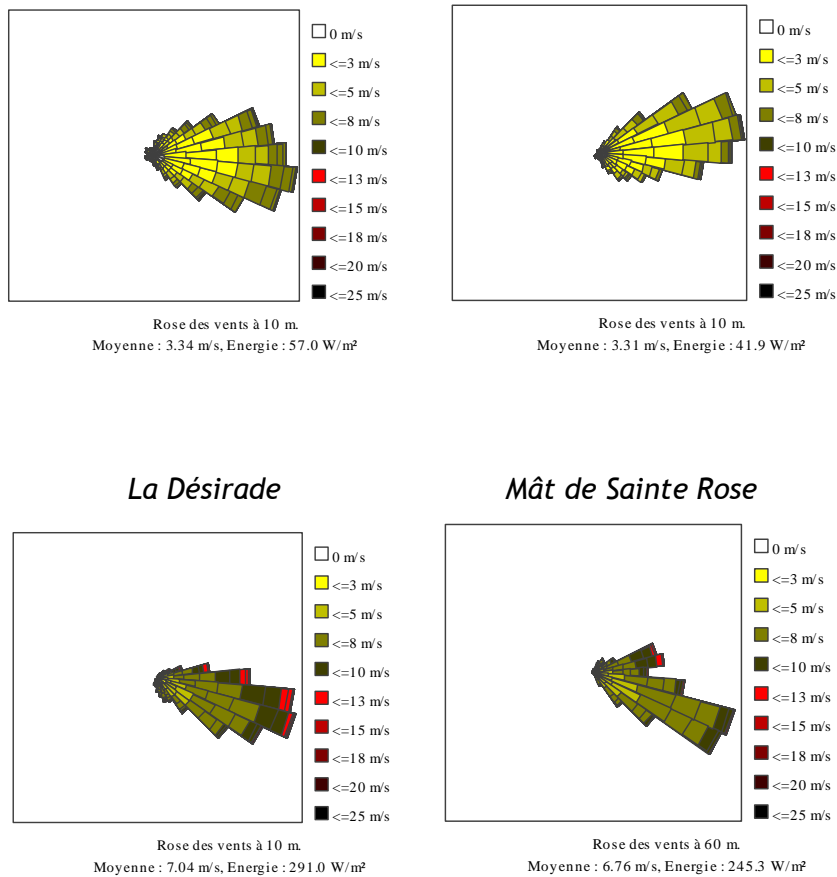 0 m/s
<=3 m/s
<=5 m/s
<=8 m/s
<=10 m/s
<=13 m/s
<=15 m/s
<=18 m/s
<=20 m/s
<=25 m/s
Rose des vents à 10 m.
Moyenne : 3.34 m/s, Energie : 57.0 W/m²
0 m/s
<=3 m/s
<=5 m/s
<=8 m/s
<=10 m/s
<=13 m/s
<=15 m/s
<=18 m/s
<=20 m/s
<=25 m/s
Rose des vents à 10 m.
Moyenne : 3.31 m/s, Energie : 41.9 W/m²
La Désirade
0 m/s
<=3 m/s
<=5 m/s
<=8 m/s
<=10 m/s
<=13 m/s
<=15 m/s
<=18 m/s
<=20 m/s
<=25 m/s
Rose des vents à 10 m.
Moyenne : 7.04 m/s, Energie : 291.0 W/m²
Mât de Sainte Rose
0 m/s
<=3 m/s
<=5 m/s
<=8 m/s
<=10 m/s
<=13 m/s
<=15 m/s
<=18 m/s
<=20 m/s
<=25 m/s
Rose des vents à 60 m.
Moyenne : 6.76 m/s, Energie : 245.3 W/m²